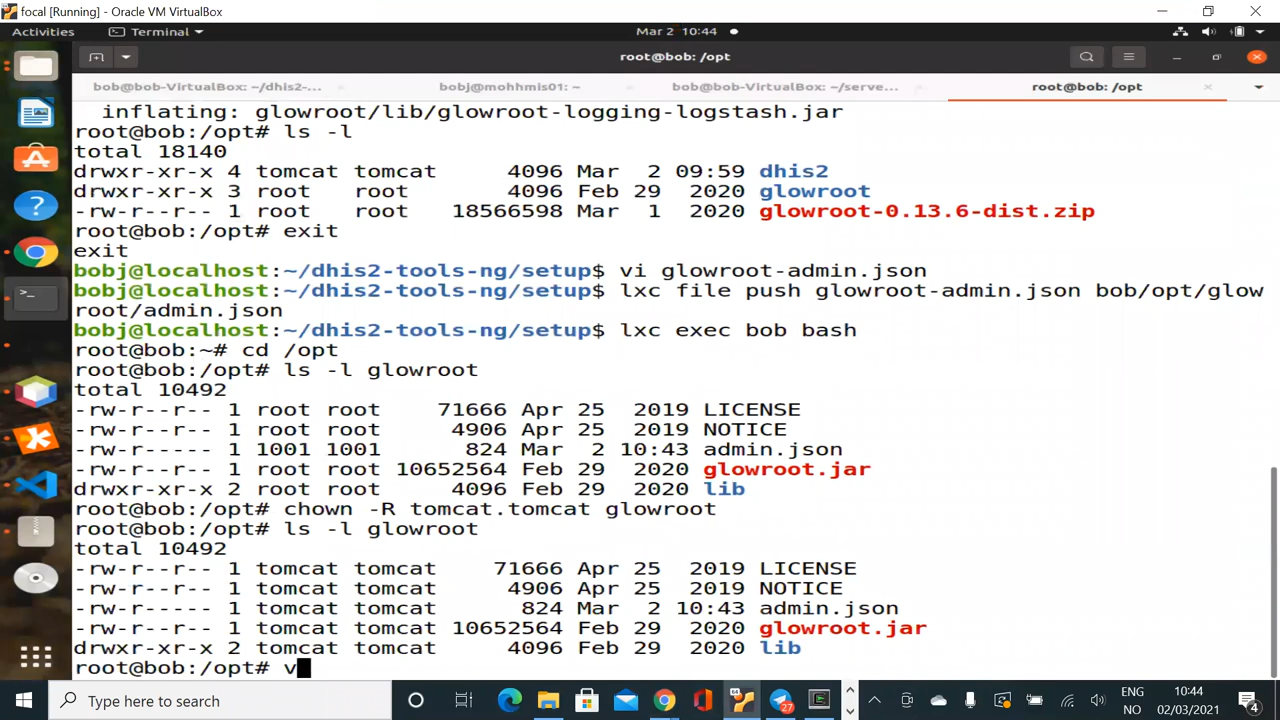 focal [Running] - Oracle VM VirtualBox
Activities
Terminal
Mar 2 10:44
root@bob: /opt
bob@bob-VirtualBox: ~/dhis2-...
bobj@mohhmis01: ~
bob@bob-VirtualBox: ~/serve...
root@bob: /opt
inflating: glowroot/lib/glowroot-logging-logstash.jar
root@bob:/opt# ls -l
total 18140
drwxr-xr-x 4 tomcat tomcat     4096 Mar  2 09:59 dhis2
drwxr-xr-x 3 root   root       4096 Feb 29  2020 glowroot
-rw-r--r-- 1 root   root   18566598 Mar  1  2020 glowroot-0.13.6-dist.zip
root@bob:/opt# exit
exit
bobj@localhost:~/dhis2-tools-ng/setup$ vi glowroot-admin.json
bobj@localhost:~/dhis2-tools-ng/setup$ lxc file push glowroot-admin.json bob/opt/glow
root/admin.json
bobj@localhost:~/dhis2-tools-ng/setup$ lxc exec bob bash
root@bob:~# cd /opt
root@bob:/opt# ls -l glowroot
total 10492
-rw-r--r-- 1 root root    71666 Apr 25  2019 LICENSE
-rw-r--r-- 1 root root     4906 Apr 25  2019 NOTICE
-rw-r----- 1 1001 1001      824 Mar  2 10:43 admin.json
-rw-r--r-- 1 root root 10652564 Feb 29  2020 glowroot.jar
drwxr-xr-x 2 root root     4096 Feb 29  2020 lib
root@bob:/opt# chown -R tomcat.tomcat glowroot
root@bob:/opt# ls -l glowroot
total 10492
-rw-r--r-- 1 tomcat tomcat    71666 Apr 25  2019 LICENSE
-rw-r--r-- 1 tomcat tomcat     4906 Apr 25  2019 NOTICE
-rw-r----- 1 tomcat tomcat      824 Mar  2 10:43 admin.json
-rw-r--r-- 1 tomcat tomcat 10652564 Feb 29  2020 glowroot.jar
drwxr-xr-x 2 tomcat tomcat     4096 Feb 29  2020 lib
root@bob:/opt# v
Type here to search
27
ENG
NO
10:44
02/03/2021
4